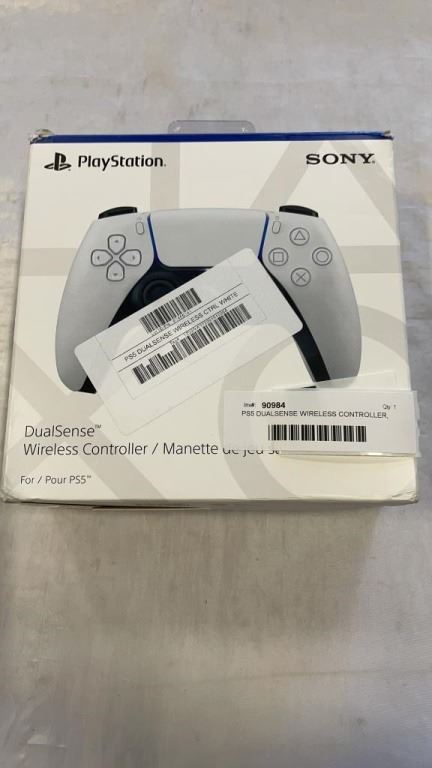 PlayStation.
SONY®
PS5 DUALSENSE WIRELESS CTRL WHITE
Inv#: 90984 Qty: 1
PS5 DUALSENSE WIRELESS CONTROLLER,
DualSense™
Wireless Controller / Manette de jeu
For / Pour PS5™